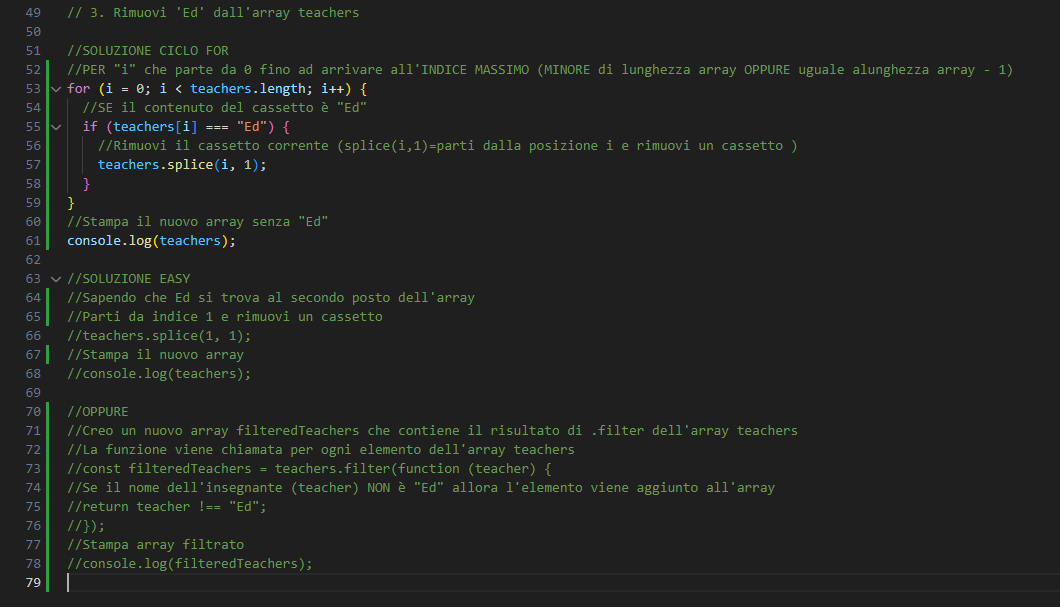 49 // 3. Rimuovi 'Ed' dall'array teachers
50
51 //SOLUZIONE CICLO FOR
52 //PER "i" che parte da 0 fino ad arrivare all'INDICE MASSIMO (MINORE di lunghezza array OPPURE uguale alunghezza array - 1)
53 for (i = 0; i < teachers.length; i++) {
54 //SE il contenuto del cassetto è "Ed"
55 if (teachers[i] === "Ed") {
56 //Rimuovi il cassetto corrente (splice(i,1)=parti dalla posizione i e rimuovi un cassetto )
57 teachers.splice(i, 1);
58 }
59 }
60 //Stampa il nuovo array senza "Ed"
61 console.log(teachers);
62
63 //SOLUZIONE EASY
64 //Sapendo che Ed si trova al secondo posto dell'array
65 //Parti da indice 1 e rimuovi un cassetto
66 //teachers.splice(1, 1);
67 //Stampa il nuovo array
68 //console.log(teachers);
69
70 //OPPURE
71 //Creo un nuovo array filteredTeachers che contiene il risultato di .filter dell'array teachers
72 //La funzione viene chiamata per ogni elemento dell'array teachers
73 //const filteredTeachers = teachers.filter(function (teacher) {
74 //Se il nome dell'insegnante (teacher) NON è "Ed" allora l'elemento viene aggiunto all'array
75 //return teacher !== "Ed";
76 //});
77 //Stampa array filtrato
78 //console.log(filteredTeachers);
79